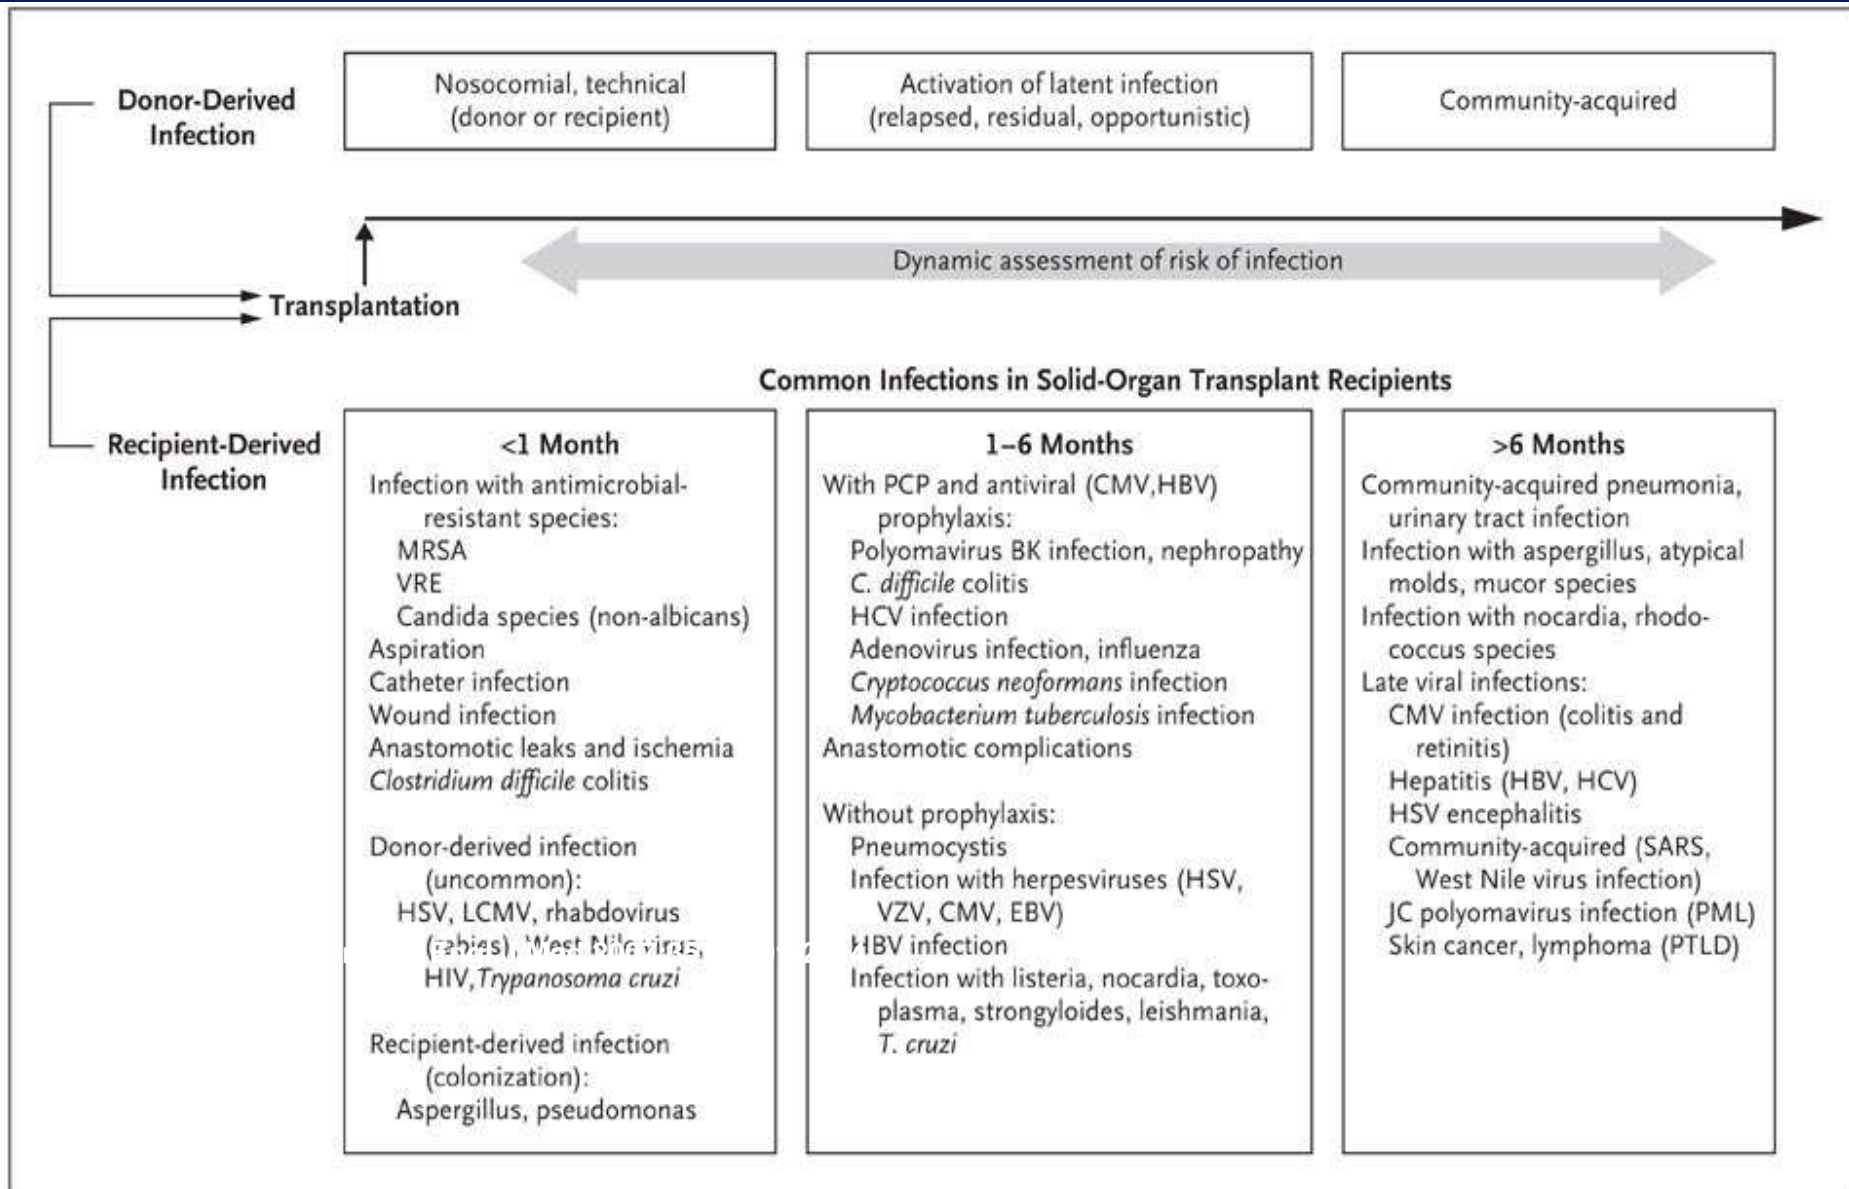 Donor-Derived
Infection
Nosocomial, technical
(donor or recipient)
Activation of latent infection
(relapsed, residual, opportunistic)
Community-acquired
Dynamic assessment of risk of infection
Transplantation
Common Infections in Solid-Organ Transplant Recipients
Recipient-Derived
Infection
<1 Month
Infection with antimicrobial-
resistant species:
MRSA
VRE
Candida species (non-albicans)
Aspiration
Catheter infection
Wound infection
Anastomotic leaks and ischemia
Clostridium difficile colitis
Donor-derived infection
(uncommon):
HSV, LCMV, rhabdovirus
(rabies), West Nile virus,
HIV, Trypanosoma cruzi
Recipient-derived infection
(colonization):
Aspergillus, pseudomonas
1–6 Months
With PCP and antiviral (CMV,HBV)
prophylaxis:
Polyomavirus BK infection, nephropathy
C. difficile colitis
HCV infection
Adenovirus infection, influenza
Cryptococcus neoformans infection
Mycobacterium tuberculosis infection
Anastomotic complications
Without prophylaxis:
Pneumocystis
Infection with herpesviruses (HSV,
VZV, CMV, EBV)
HBV infection
Infection with listeria, nocardia, toxo-
plasma, strongyloides, leishmania,
T. cruzi
>6 Months
Community-acquired pneumonia,
urinary tract infection
Infection with aspergillus, atypical
molds, mucor species
Infection with nocardia, rhodo-
coccus species
Late viral infections:
CMV infection (colitis and
retinitis)
Hepatitis (HBV, HCV)
HSV encephalitis
Community-acquired (SARS,
West Nile virus infection)
JC polyomavirus infection (PML)
Skin cancer, lymphoma (PTLD)